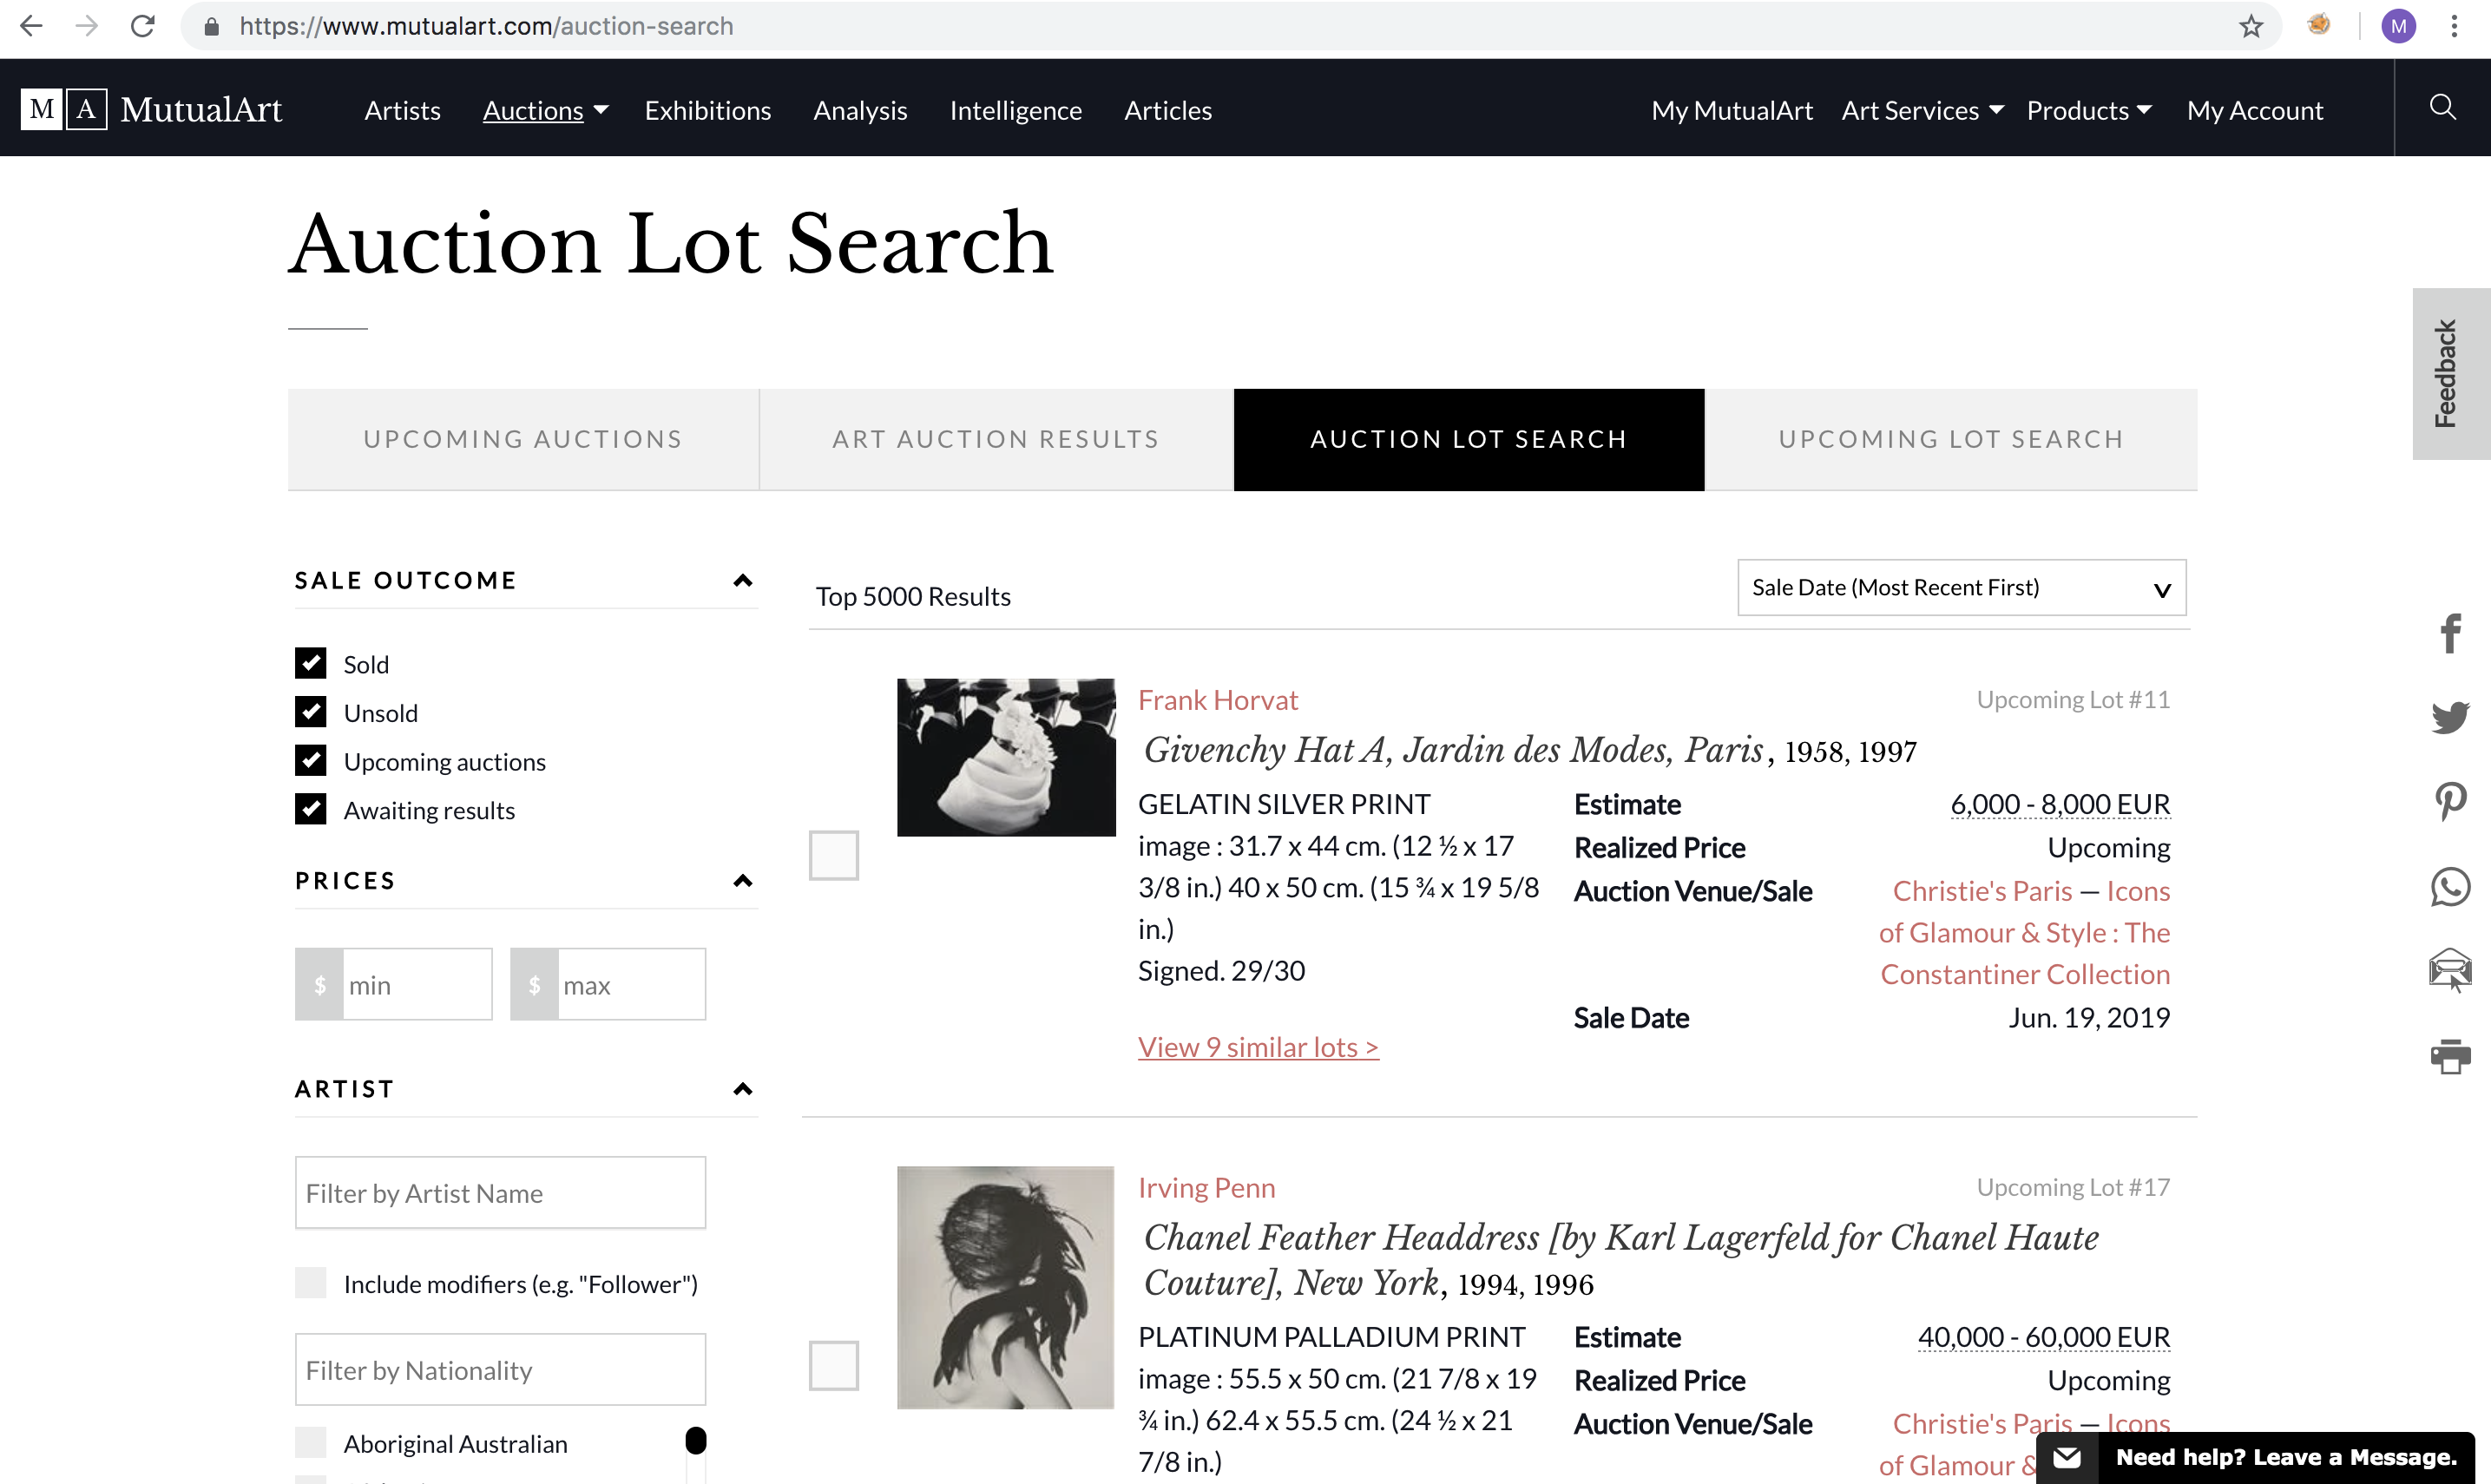 https://www.mutualart.com/auction-search
M
M A MutualArt
Artists Auctions Exhibitions Analysis Intelligence Articles
My MutualArt Art Services Products My Account
Auction Lot Search
Feedback
UPCOMING AUCTIONS
ART AUCTION RESULTS
AUCTION LOT SEARCH
UPCOMING LOT SEARCH
SALE OUTCOME
Sold
Unsold
Upcoming auctions
Awaiting results
PRICES
$ min
$ max
ARTIST
Filter by Artist Name
Include modifiers (e.g. "Follower")
Filter by Nationality
Aboriginal Australian
Top 5000 Results
Sale Date (Most Recent First)
Frank Horvat
Upcoming Lot #11
Givenchy Hat A, Jardin des Modes, Paris, 1958, 1997
GELATIN SILVER PRINT
image : 31.7 x 44 cm. (12 ½ x 17
3/8 in.) 40 x 50 cm. (15 ¾ x 19 5/8
in.)
Signed. 29/30
View 9 similar lots >
Estimate 6,000 - 8,000 EUR
Realized Price Upcoming
Auction Venue/Sale Christie's Paris — Icons
of Glamour & Style : The
Constantiner Collection
Sale Date Jun. 19, 2019
Irving Penn
Upcoming Lot #17
Chanel Feather Headdress [by Karl Lagerfeld for Chanel Haute
Couture], New York, 1994, 1996
PLATINUM PALLADIUM PRINT
image : 55.5 x 50 cm. (21 7/8 x 19
¾ in.) 62.4 x 55.5 cm. (24 ½ x 21
7/8 in.)
Estimate 40,000 - 60,000 EUR
Realized Price Upcoming
Auction Venue/Sale Christie's Paris — Icons
of Glamour &
Need help? Leave a Message.